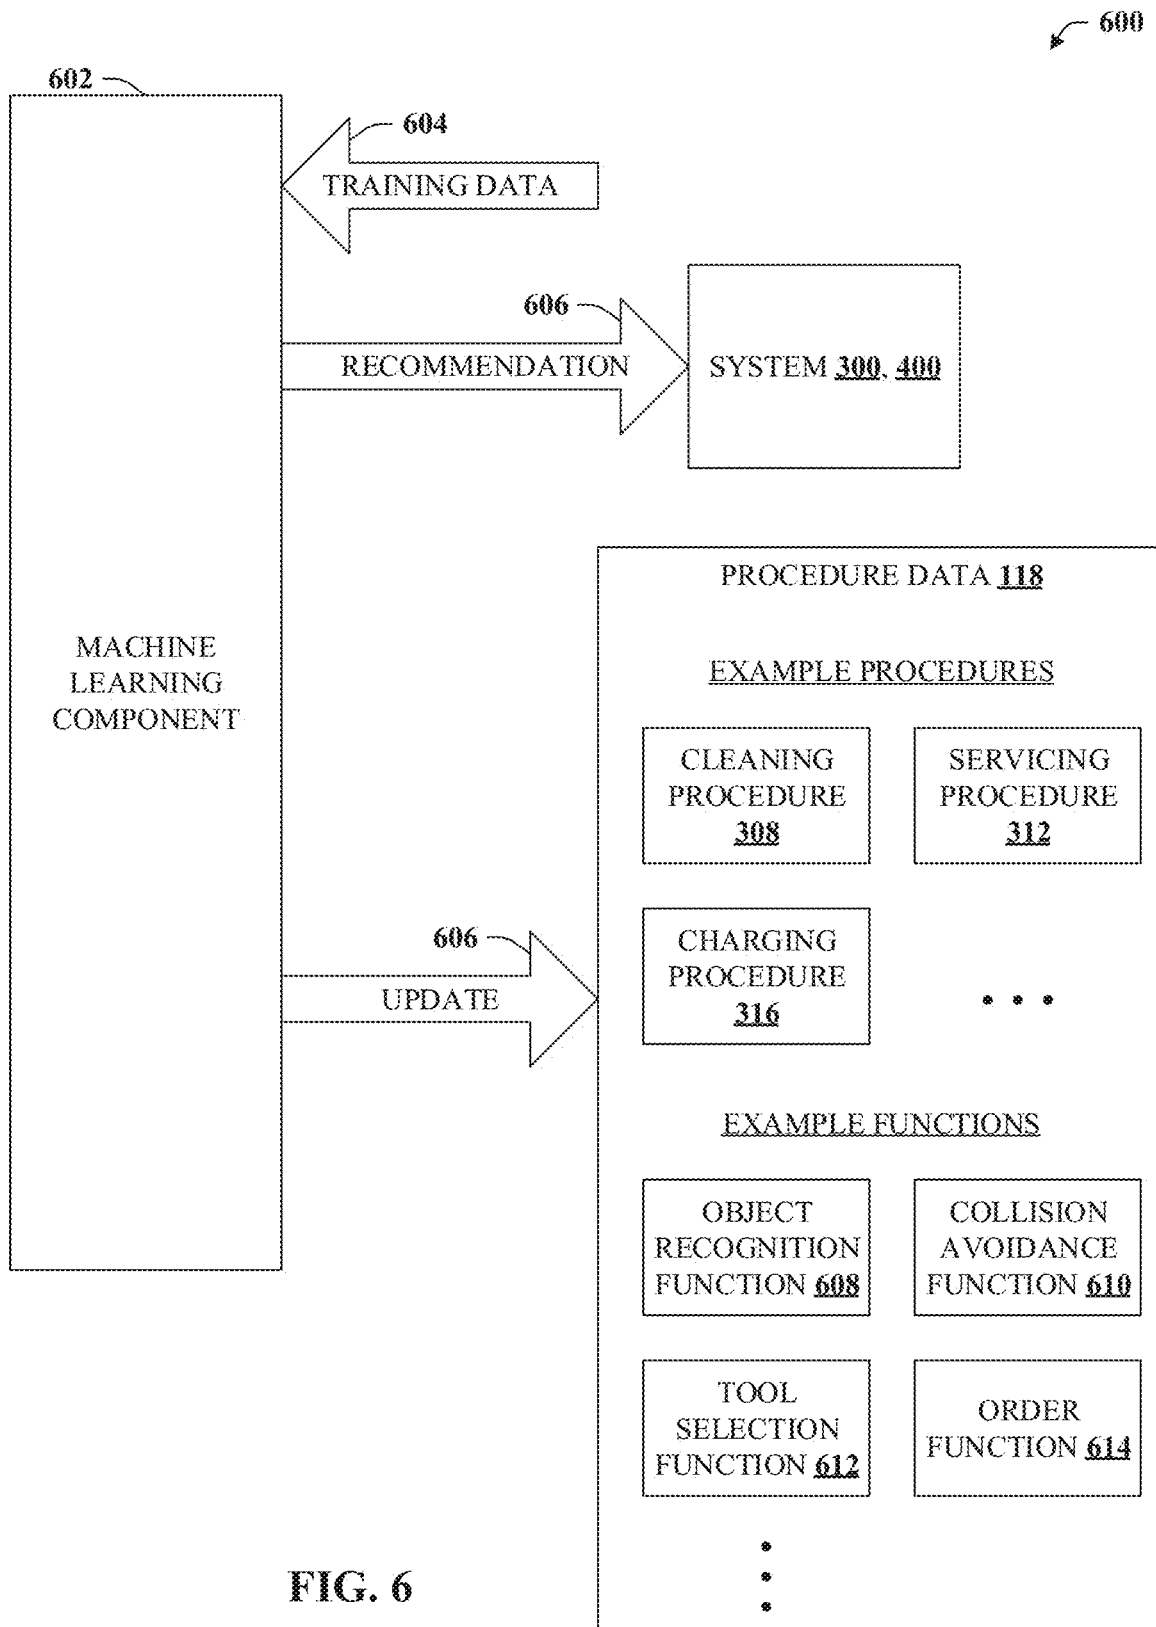 600
602
604
TRAINING DATA
606
RECOMMENDATION
SYSTEM 300, 400
PROCEDURE DATA 118
EXAMPLE PROCEDURES
MACHINE
LEARNING
COMPONENT
CLEANING
PROCEDURE
308
SERVICING
PROCEDURE
312
606
UPDATE
CHARGING
PROCEDURE
316
EXAMPLE FUNCTIONS
OBJECT
RECOGNITION
FUNCTION 608
COLLISION
AVOIDANCE
FUNCTION 610
TOOL
SELECTION
FUNCTION 612
ORDER
FUNCTION 614
FIG. 6